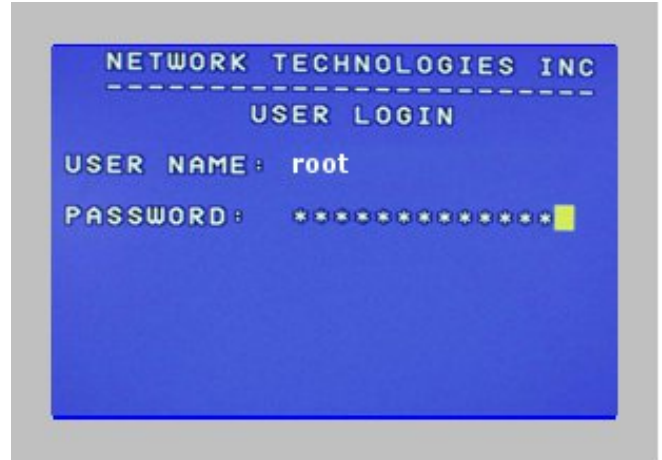 NETWORK TECHNOLOGIES INC
------------------------
USER LOGIN
USER NAME: root
PASSWORD: *************